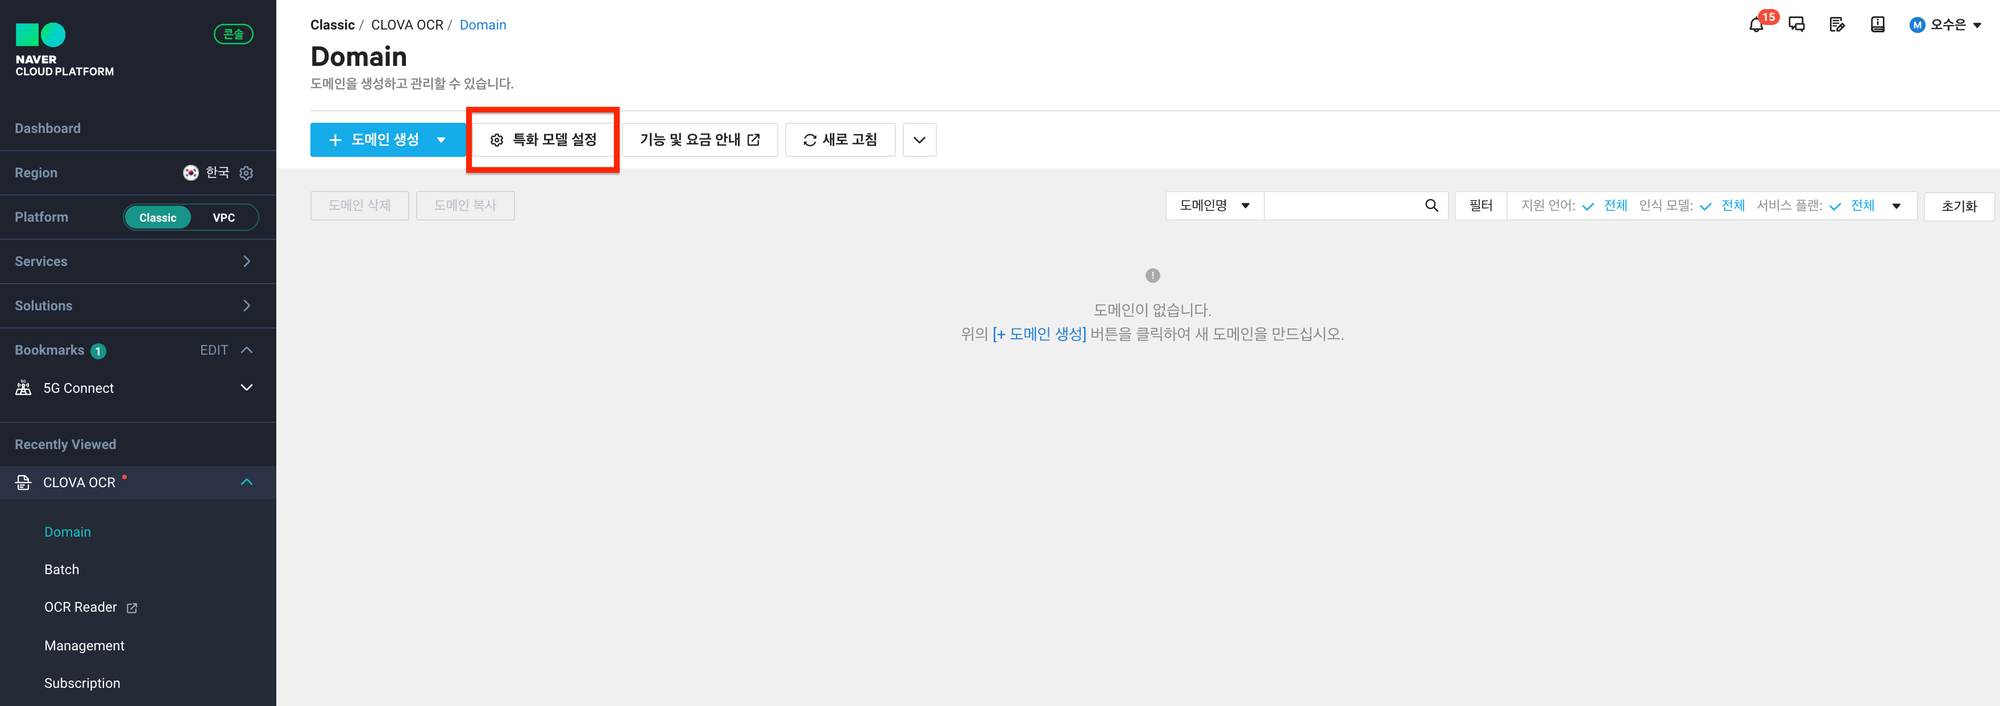 콘솔
NAVER
CLOUD PLATFORM
Dashboard
Region 한국
Platform Classic VPC
Services
Solutions
Bookmarks 1 EDIT
5G Connect
Recently Viewed
CLOVA OCR
Domain
Batch
OCR Reader
Management
Subscription
Classic / CLOVA OCR / Domain
15 M 오수은
Domain
도메인을 생성하고 관리할 수 있습니다.
+ 도메인 생성 특화 모델 설정 기능 및 요금 안내 새로 고침
도메인 삭제 도메인 복사 도메인명 필터 지원 언어: 전체 인식 모델: 전체 서비스 플랜: 전체 초기화
도메인이 없습니다.
위의 [+ 도메인 생성] 버튼을 클릭하여 새 도메인을 만드십시오.